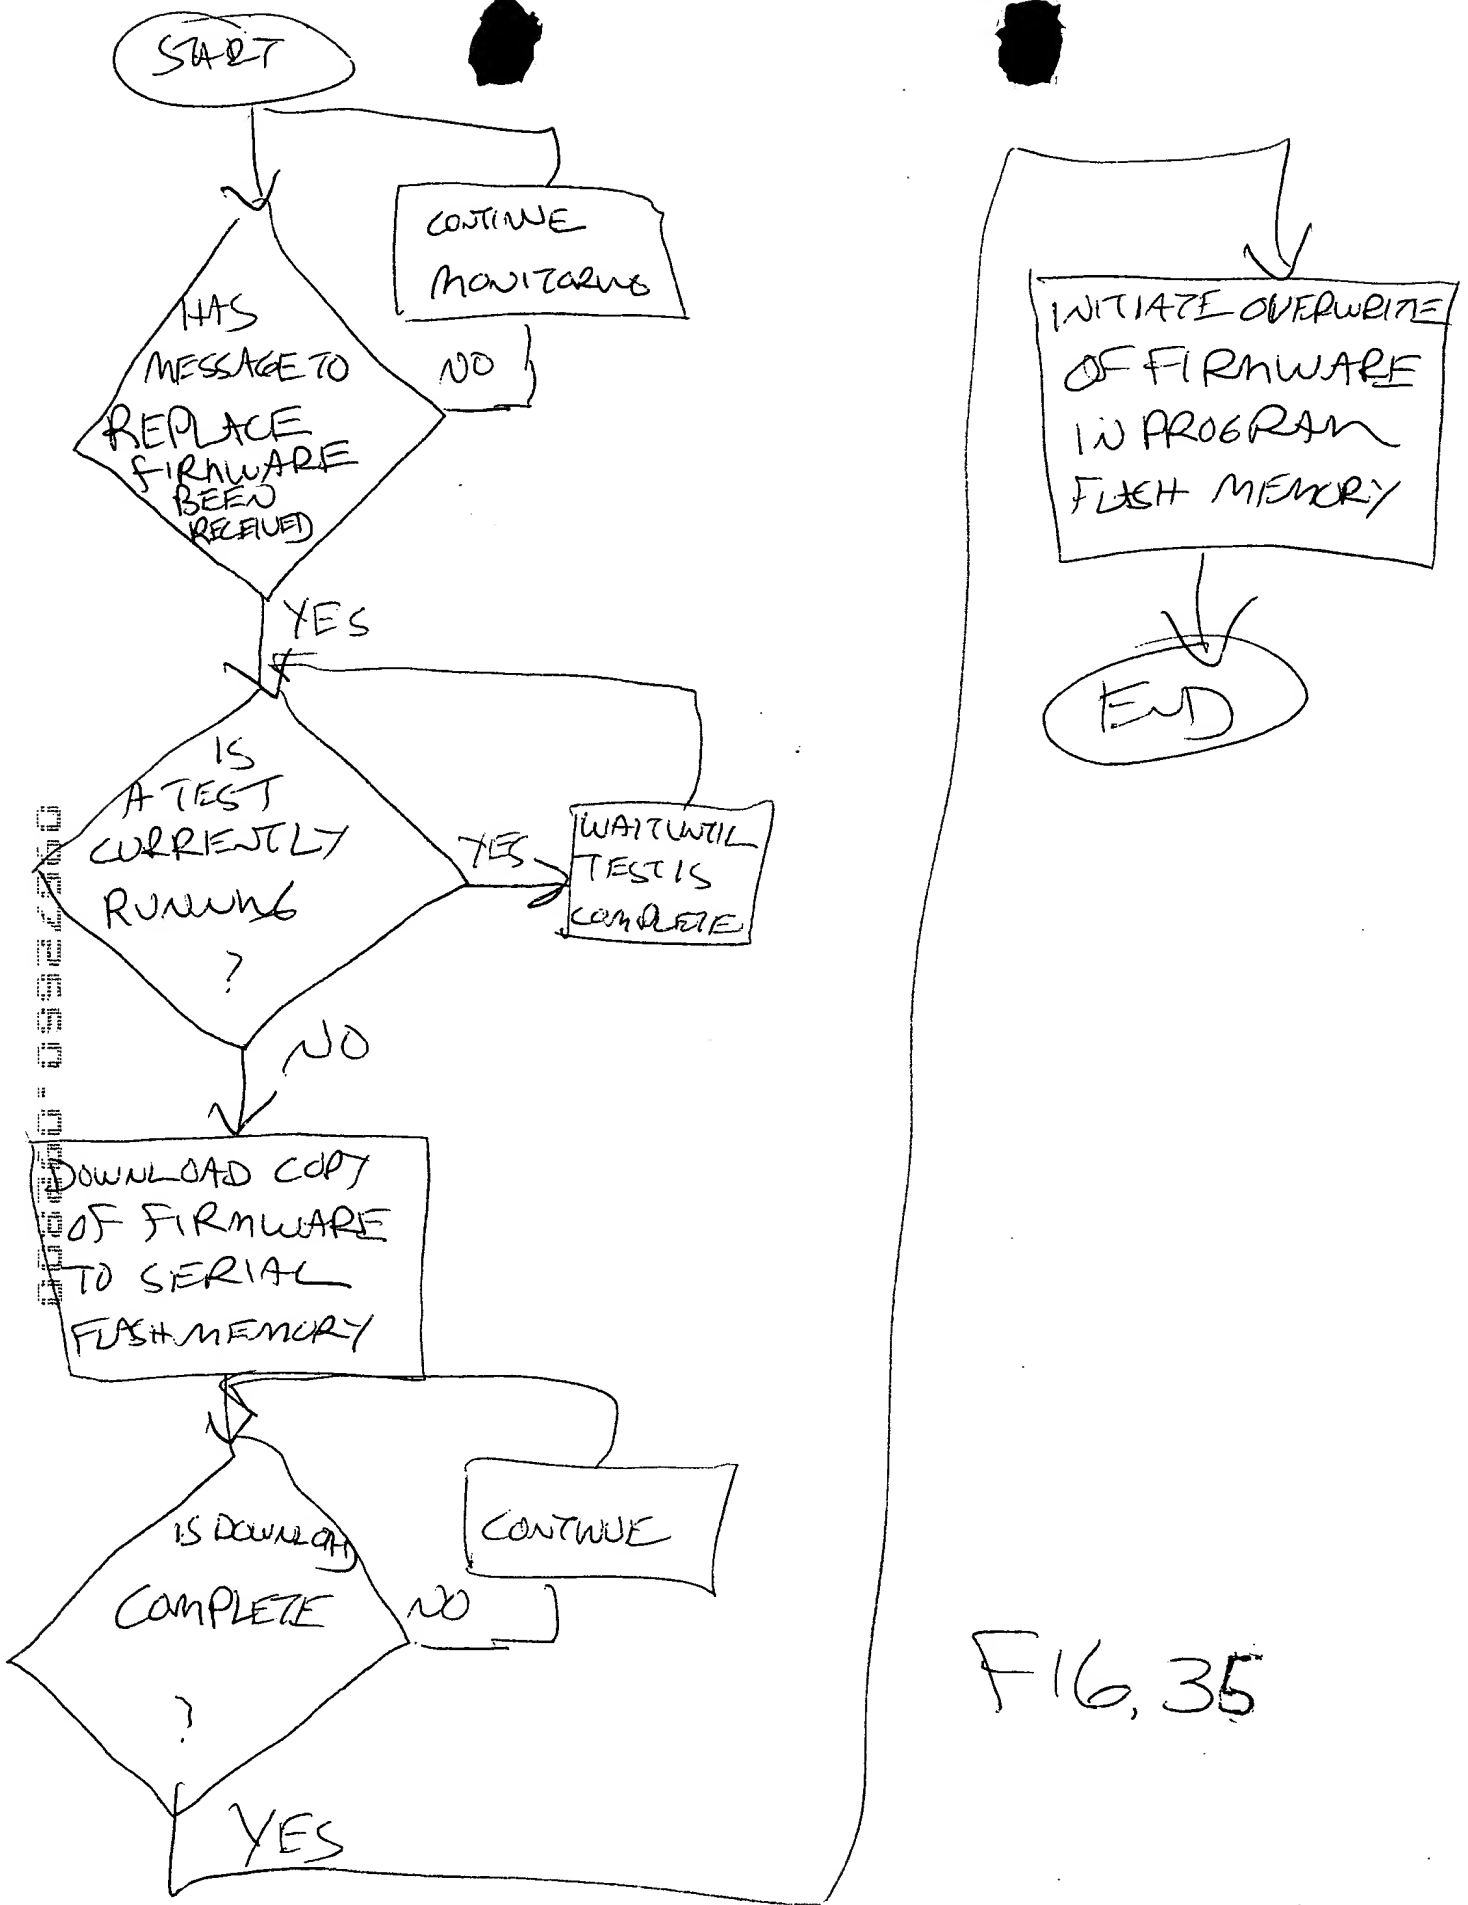 START
CONTINUE
MONITORING
HAS
MESSAGE TO
REPLACE
FIRMWARE
BEEN
RECEIVED
NO
YES
IS
A TEST
CURRENTLY
RUNNING
?
YES
WAIT UNTIL
TEST IS
COMPLETE
NO
DOWNLOAD COPY
OF FIRMWARE
TO SERIAL
FLASH MEMORY
IS DOWNLOAD
COMPLETE
?
NO
CONTINUE
YES
INITIATE OVERWRITE
OF FIRMWARE
IN PROGRAM
FLASH MEMORY
END
FIG. 35